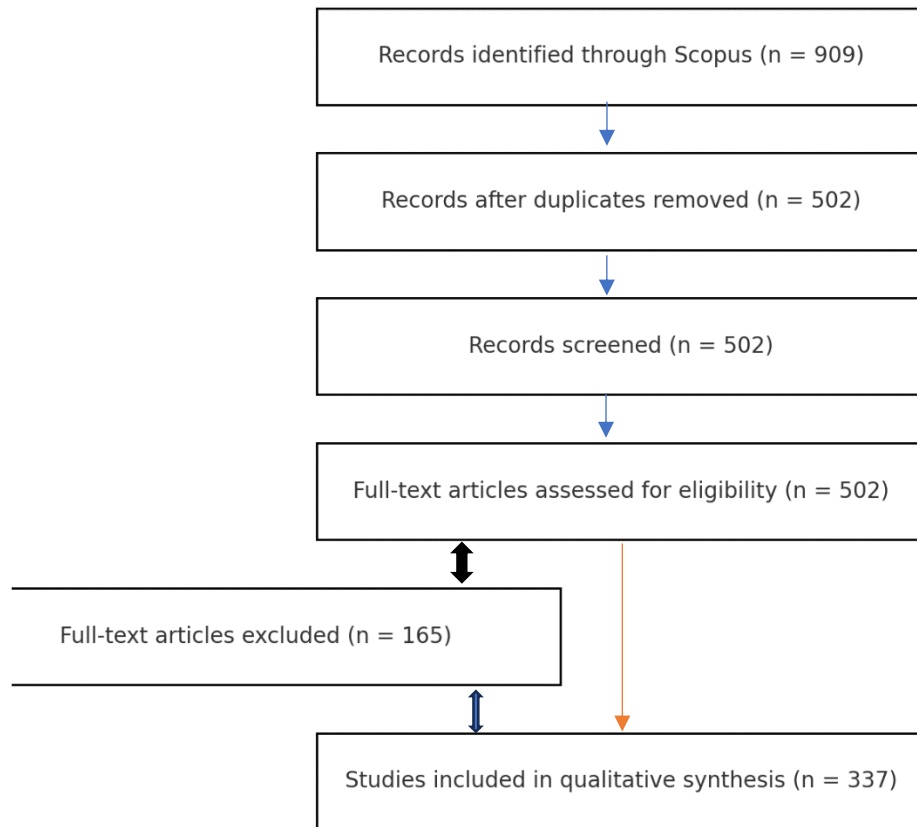 Records identified through Scopus (n = 909)
Records after duplicates removed (n = 502)
Records screened (n = 502)
Full-text articles assessed for eligibility (n = 502)
Full-text articles excluded (n = 165)
Studies included in qualitative synthesis (n = 337)